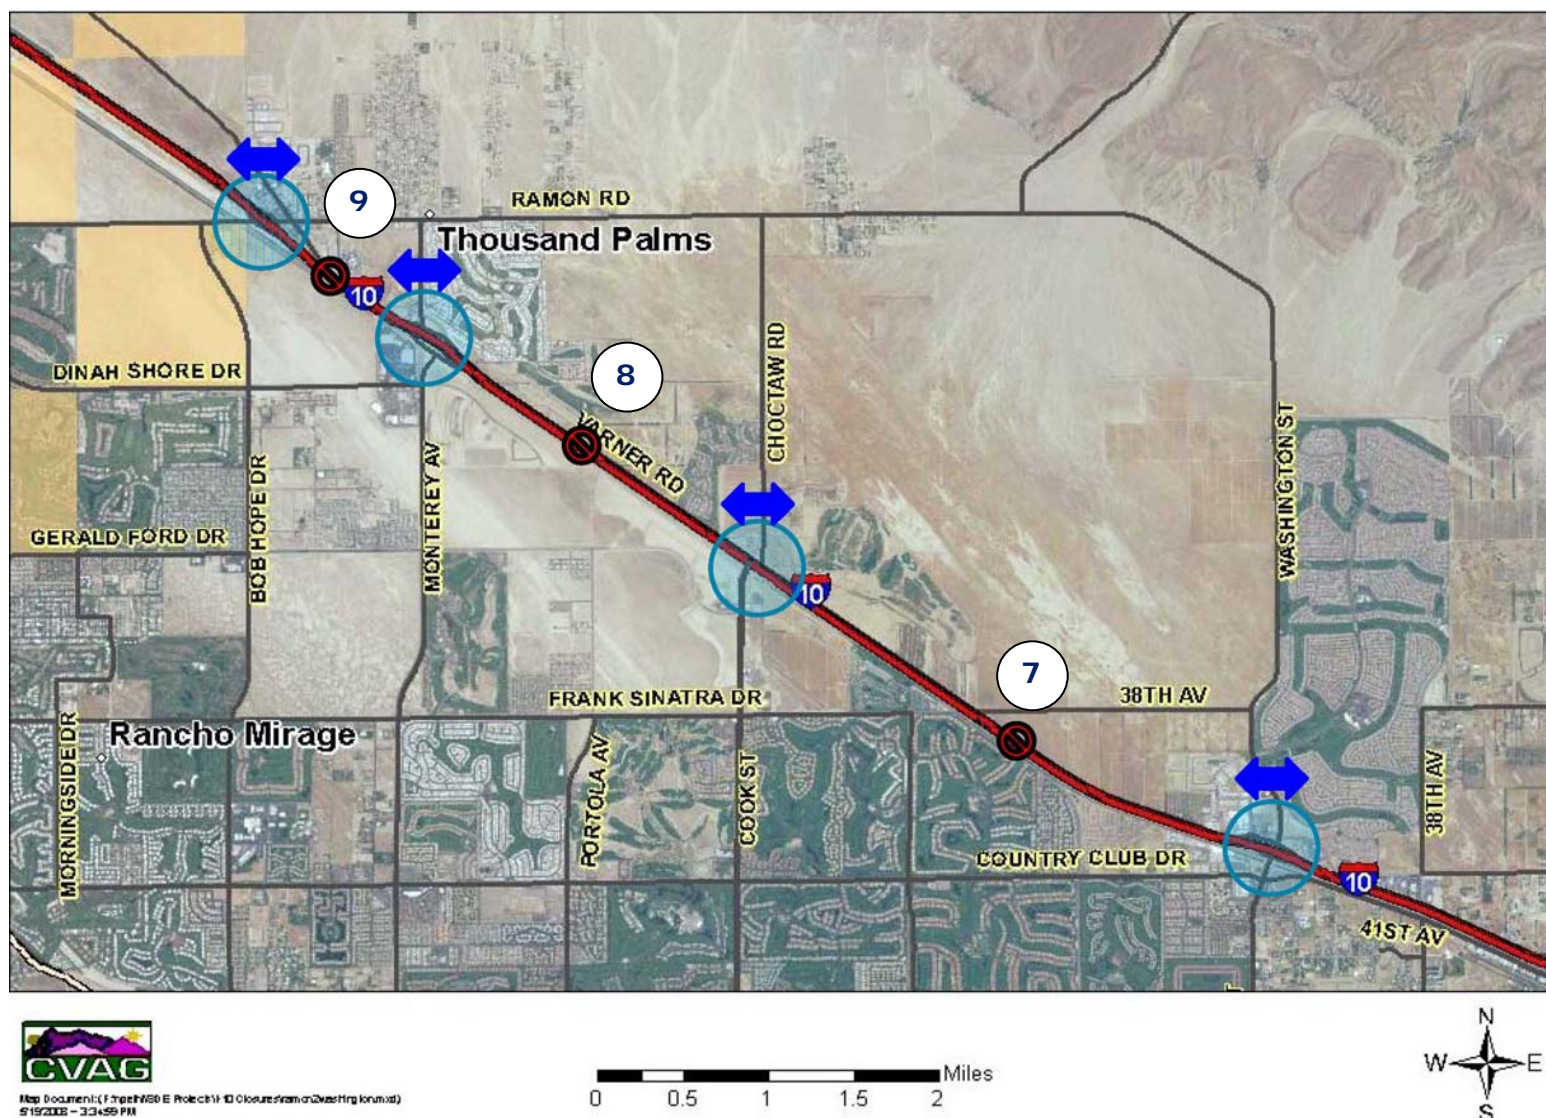 9
RAMON RD
Thousand Palms
10
CHOCTAW RD
DINAH SHORE DR
8
VARNER RD
MONTEREY AV
BOB HOPE DR
WASHINGTON ST
GERALD FORD DR
10
7
FRANK SINATRA DR
38TH AV
Rancho Mirage
MORNINGSIDE DR
PORTOLA AV
COOK ST
38TH AV
COUNTRY CLUB DR
10
41ST AV
CVAG
Miles
0 0.5 1 1.5 2
N
W E
S